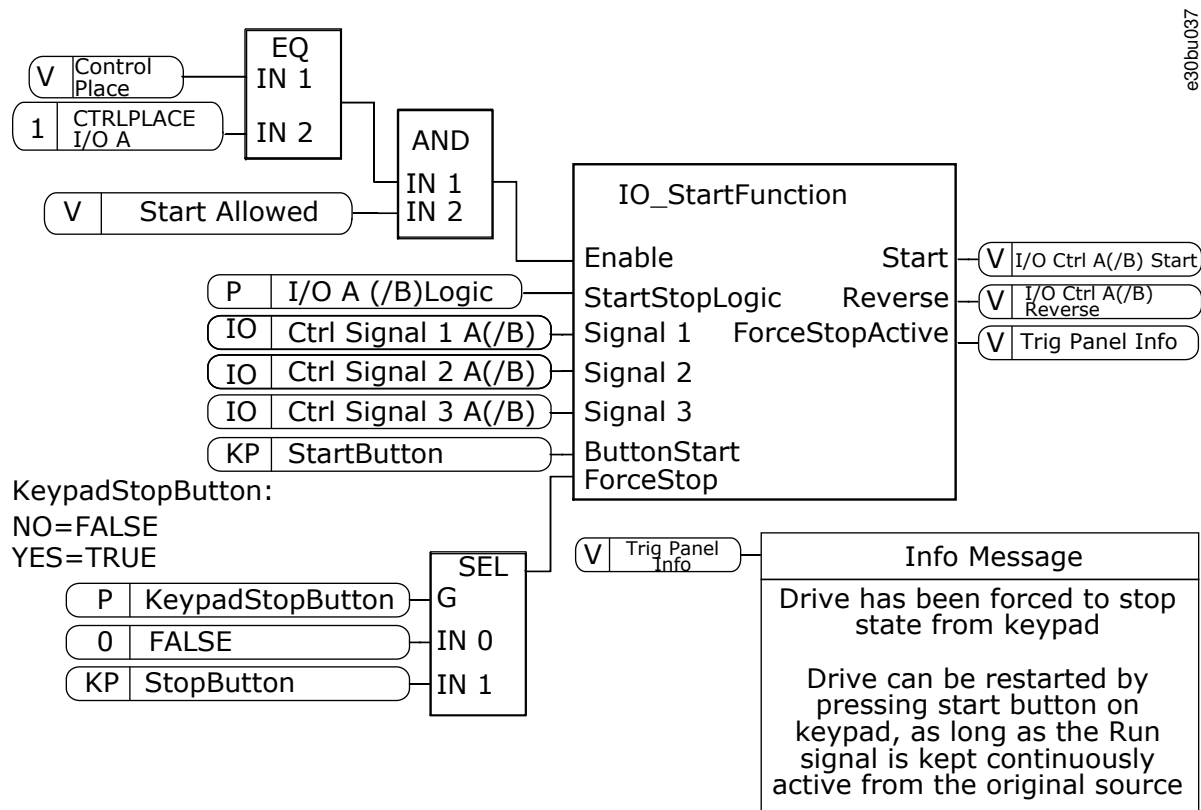 e30bu037
EQ
V
Control
Place
IN 1
1
CTRLPLACE
I/O A
IN 2
AND
IN 1
V
Start Allowed
IN 2
IO_StartFunction
Enable
Start
V
I/O Ctrl A(/B) Start
P
I/O A (/B)Logic
StartStopLogic
Reverse
V
I/O Ctrl A(/B)
Reverse
IO
Ctrl Signal 1 A(/B)
Signal 1
ForceStopActive
V
Trig Panel Info
IO
Ctrl Signal 2 A(/B)
Signal 2
IO
Ctrl Signal 3 A(/B)
Signal 3
KP
StartButton
ButtonStart
ForceStop
KeypadStopButton:
NO=FALSE
YES=TRUE
SEL
P
KeypadStopButton
G
0
FALSE
IN 0
KP
StopButton
IN 1
V
Trig Panel
Info
Info Message
Drive has been forced to stop
state from keypad
Drive can be restarted by
pressing start button on
keypad, as long as the Run
signal is kept continuously
active from the original source